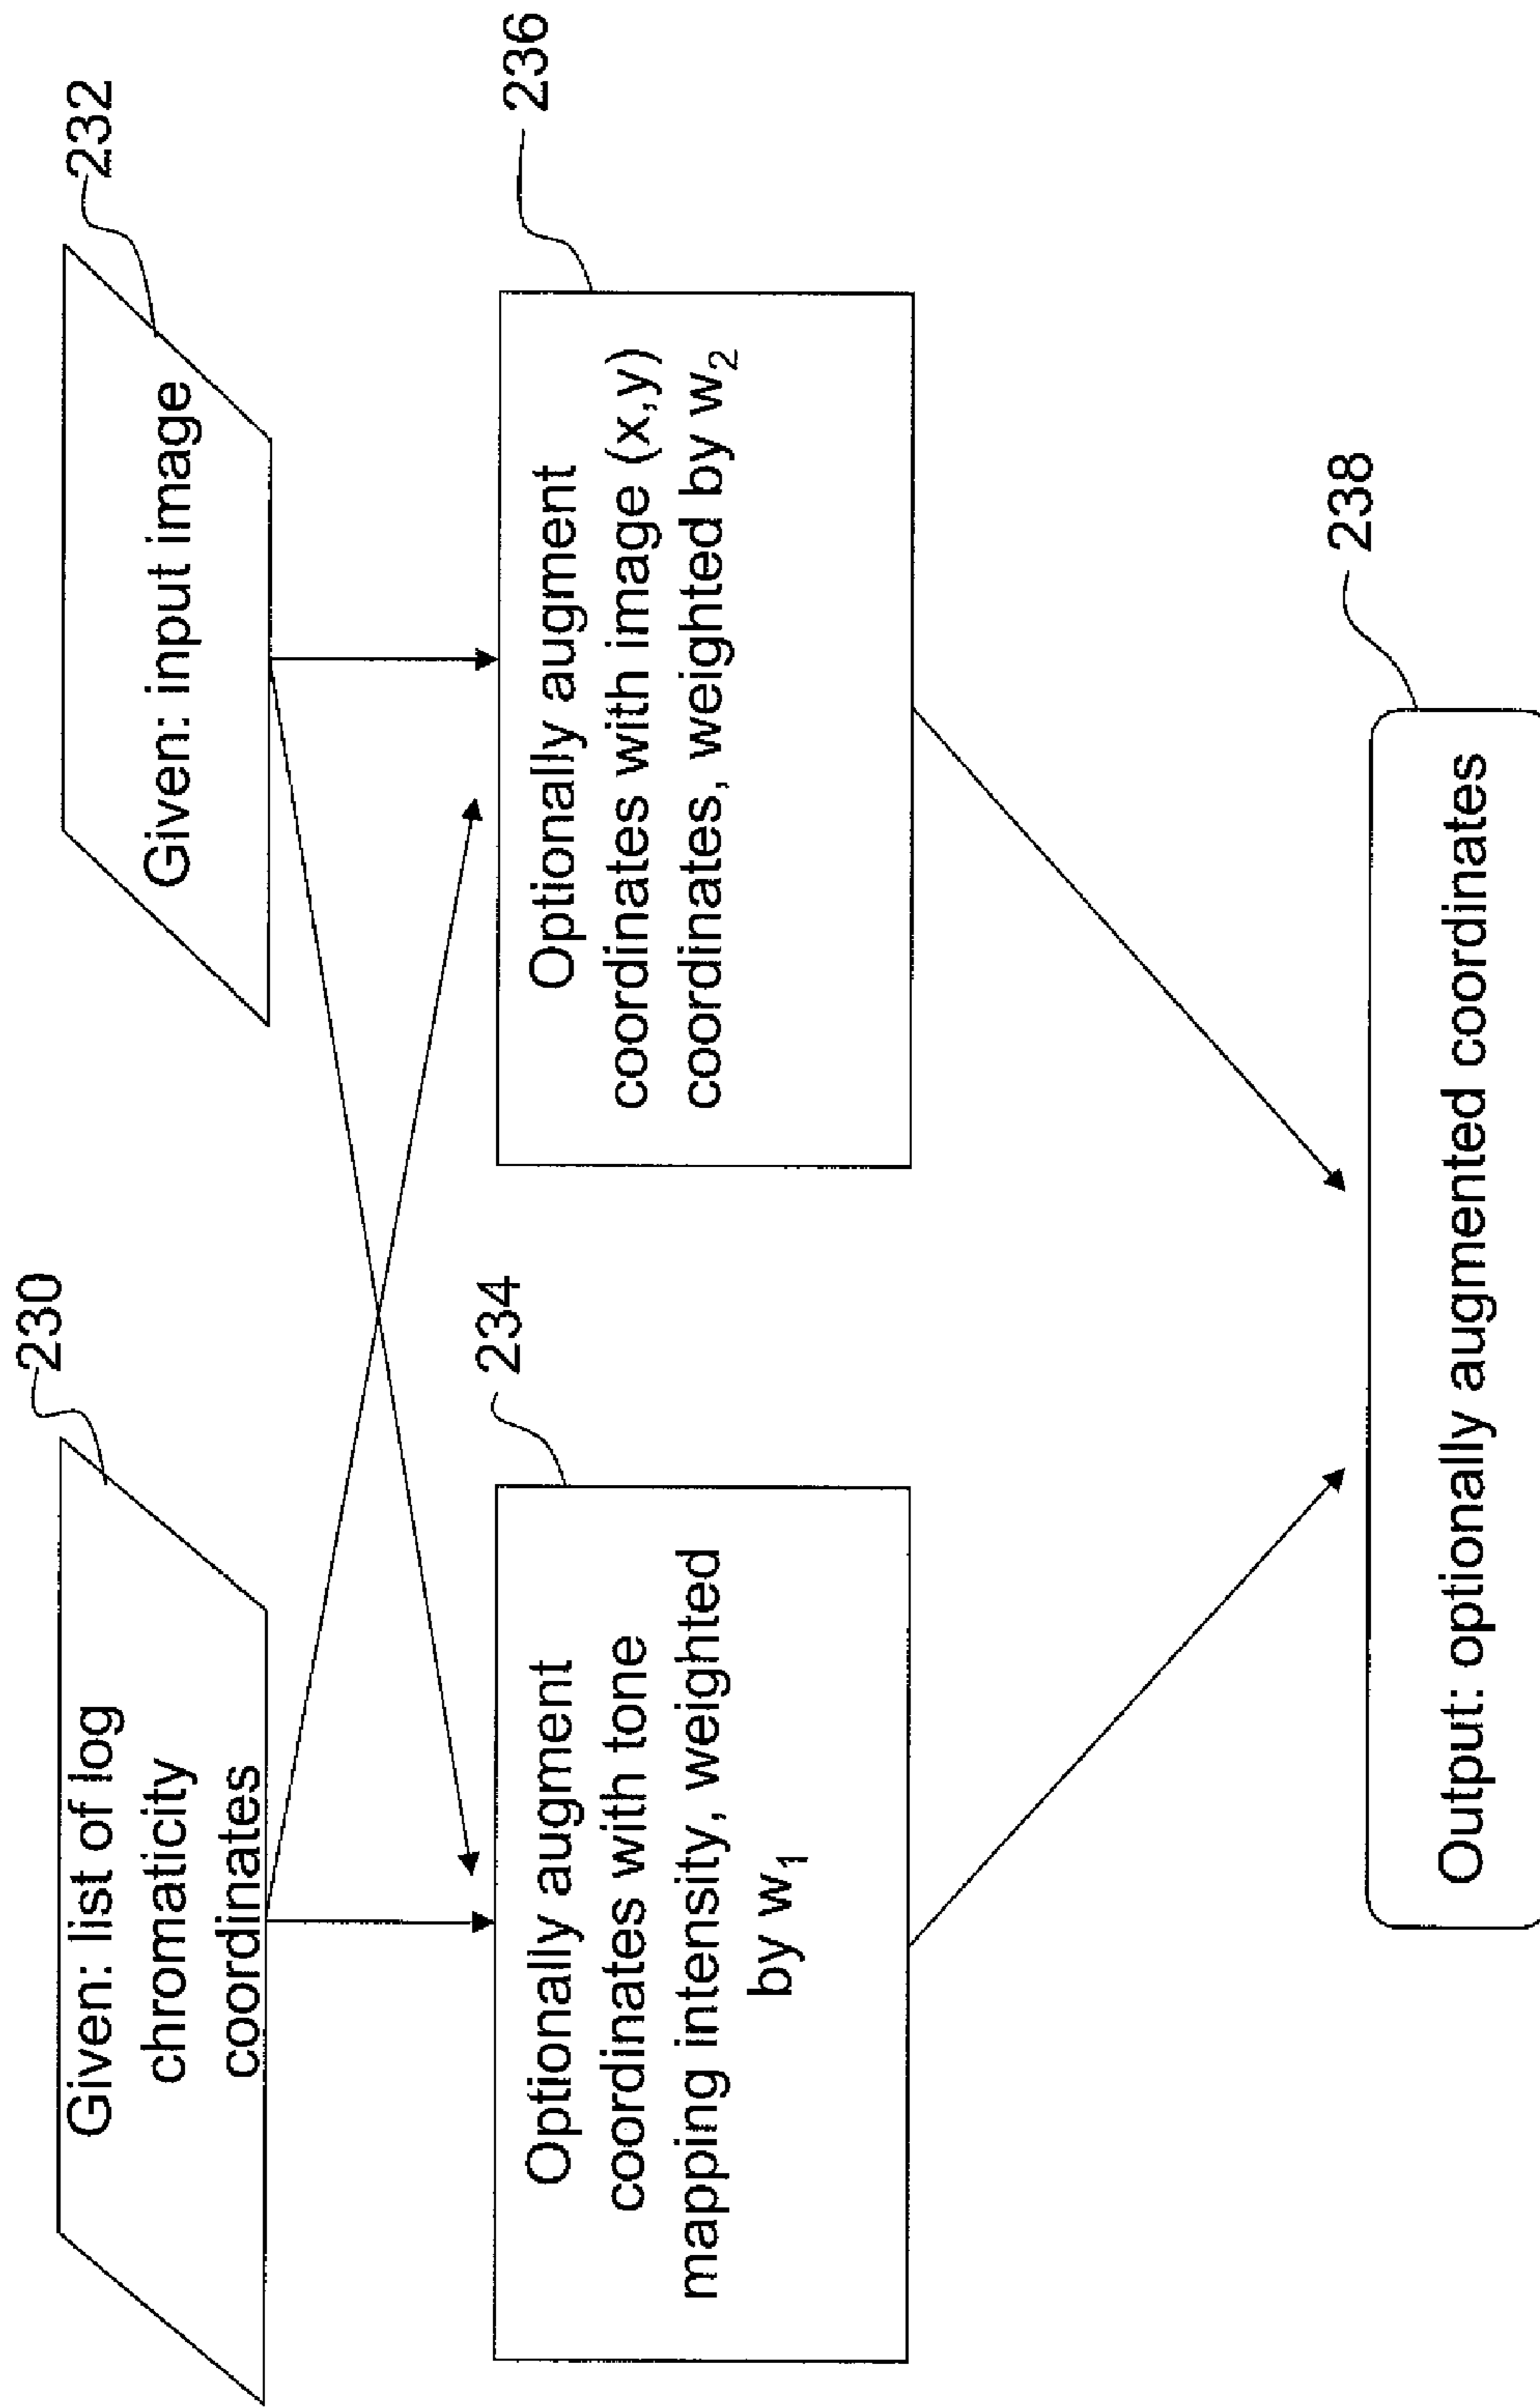 230
Given: list of log
chromaticity
coordinates
232
Given: input image
234
Optionally augment
coordinates with tone
mapping intensity, weighted
by w₁
236
Optionally augment
coordinates with image (x,y)
coordinates, weighted by w₂
238
Output: optionally augmented coordinates